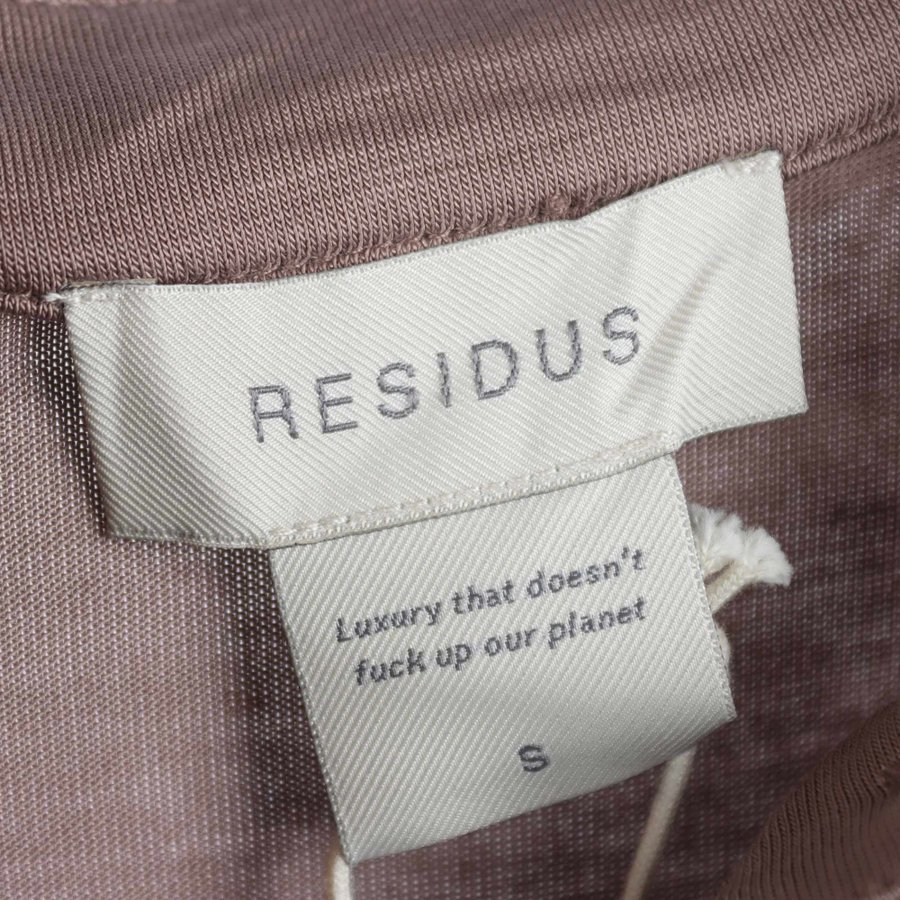 RESIDUS
Luxury that doesn't
fuck up our planet
S